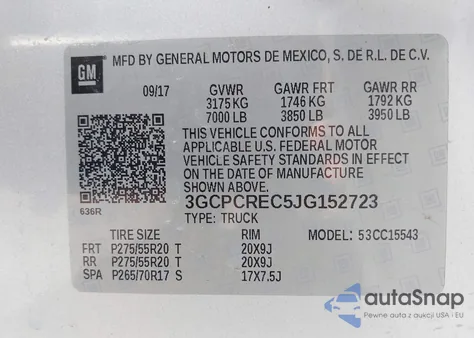 GM
MFD BY GENERAL MOTORS DE MEXICO, S. DE R.L. DE C.V.
09/17 GVWR GAWR FRT GAWR RR
3175 KG 1746 KG 1792 KG
7000 LB 3850 LB 3950 LB
THIS VEHICLE CONFORMS TO ALL
APPLICABLE U.S. FEDERAL MOTOR
VEHICLE SAFETY STANDARDS IN EFFECT
ON THE DATE OF MANUFACTURE
SHOWN ABOVE.
3GCPCREC5JG152723
636R
TYPE: TRUCK
TIRE SIZE RIM MODEL: 53CC15543
FRT P275/55R20 T 20X9J
RR P275/55R20 T 20X9J
SPA P265/70R17 S 17X7.5J
autoSnap
Pewne auta z aukcji USA i EU